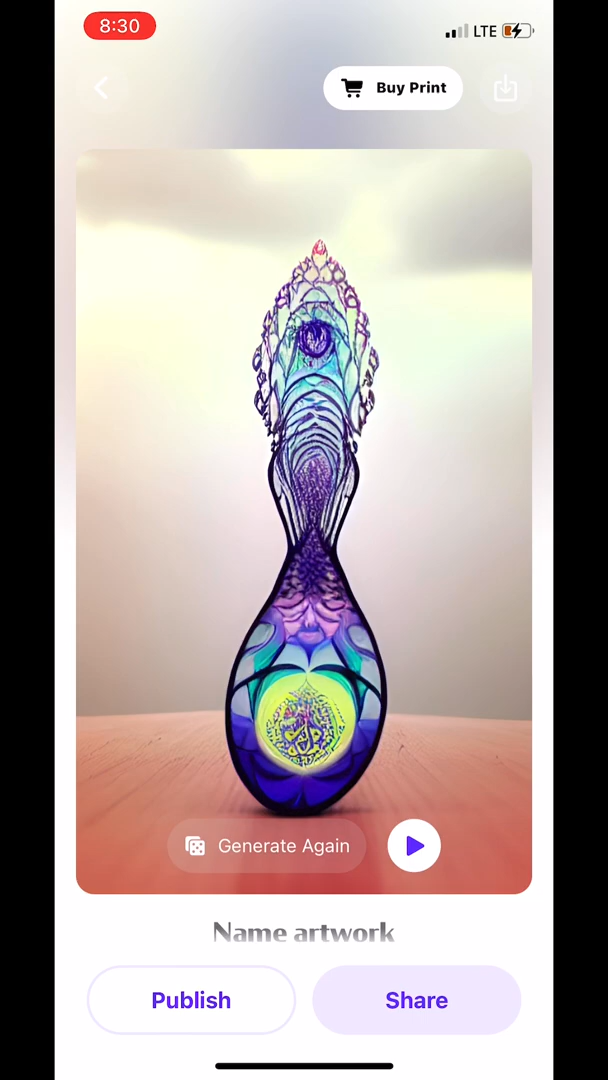 8:30
LTE
Buy Print
Generate Again
Name artwork
Publish
Share